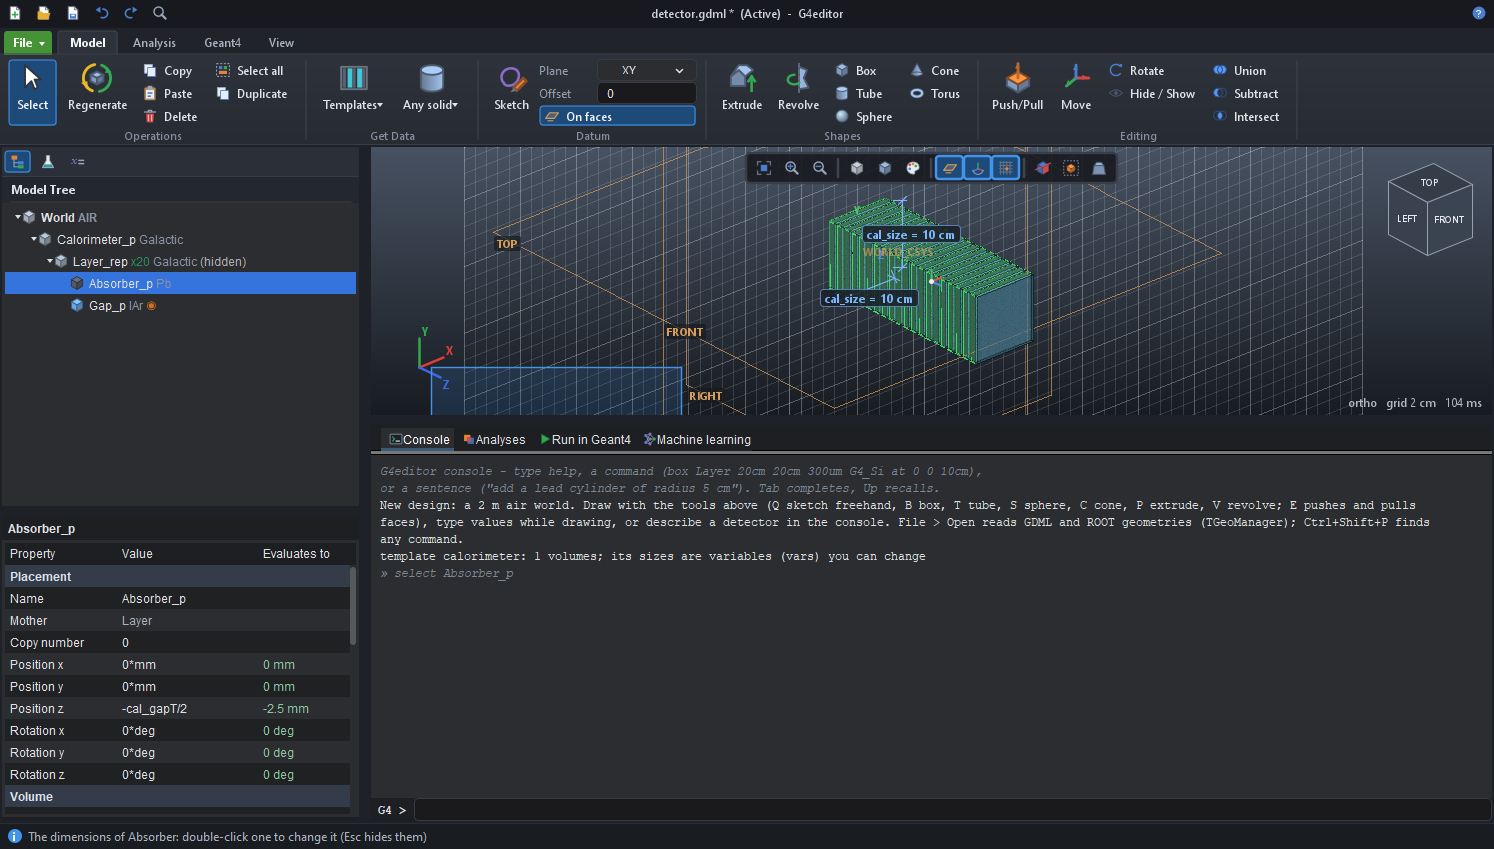 detector.gdml * (Active) - G4editor
?
File
Model
Analysis
Geant4
View
Select
Regenerate
Copy
Paste
Delete
Select all
Duplicate
Operations
Templates
Any solid
Get Data
Sketch
Plane
XY
Offset
0
On faces
Datum
Extrude
Revolve
Box
Tube
Sphere
Cone
Torus
Shapes
Push/Pull
Move
Rotate
Hide / Show
Union
Subtract
Intersect
Editing
x=
Model Tree
World AIR
Calorimeter_p Galactic
Layer_rep x20 Galactic (hidden)
Absorber_p Pb
Gap_p lAr
Absorber_p
Property Value Evaluates to
Placement
Name Absorber_p
Mother Layer
Copy number 0
Position x 0*mm 0 mm
Position y 0*mm 0 mm
Position z -cal_gapT/2 -2.5 mm
Rotation x 0*deg 0 deg
Rotation y 0*deg 0 deg
Rotation z 0*deg 0 deg
Volume
TOP
FRONT
RIGHT
Y
X
Z
Y
cal_size = 10 cm
WORLD_CSYS
cal_size = 10 cm
TOP
LEFT
FRONT
ortho grid 2 cm 104 ms
Console
Analyses
Run in Geant4
Machine learning
G4editor console - type help, a command (box Layer 20cm 20cm 300um G4_Si at 0 0 10cm),
or a sentence ("add a lead cylinder of radius 5 cm"). Tab completes, Up recalls.
New design: a 2 m air world. Draw with the tools above (Q sketch freehand, B box, T tube, S sphere, C cone, P extrude, V revolve; E pushes and pulls
faces), type values while drawing, or describe a detector in the console. File > Open reads GDML and ROOT geometries (TGeoManager); Ctrl+Shift+P finds
any command.
template calorimeter: 1 volumes; its sizes are variables (vars) you can change
» select Absorber_p
G4 >
The dimensions of Absorber: double-click one to change it (Esc hides them)